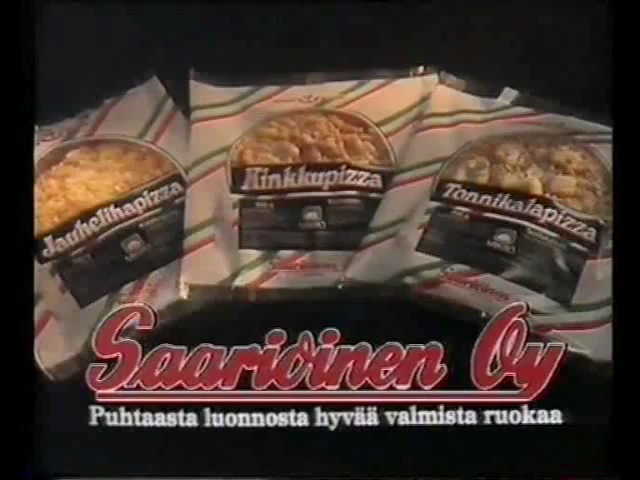 Jauhelihapizza
Kinkkupizza
Tonnikalapizza
Saarioinen Oy
Puhtaasta luonnosta hyvää valmista ruokaa